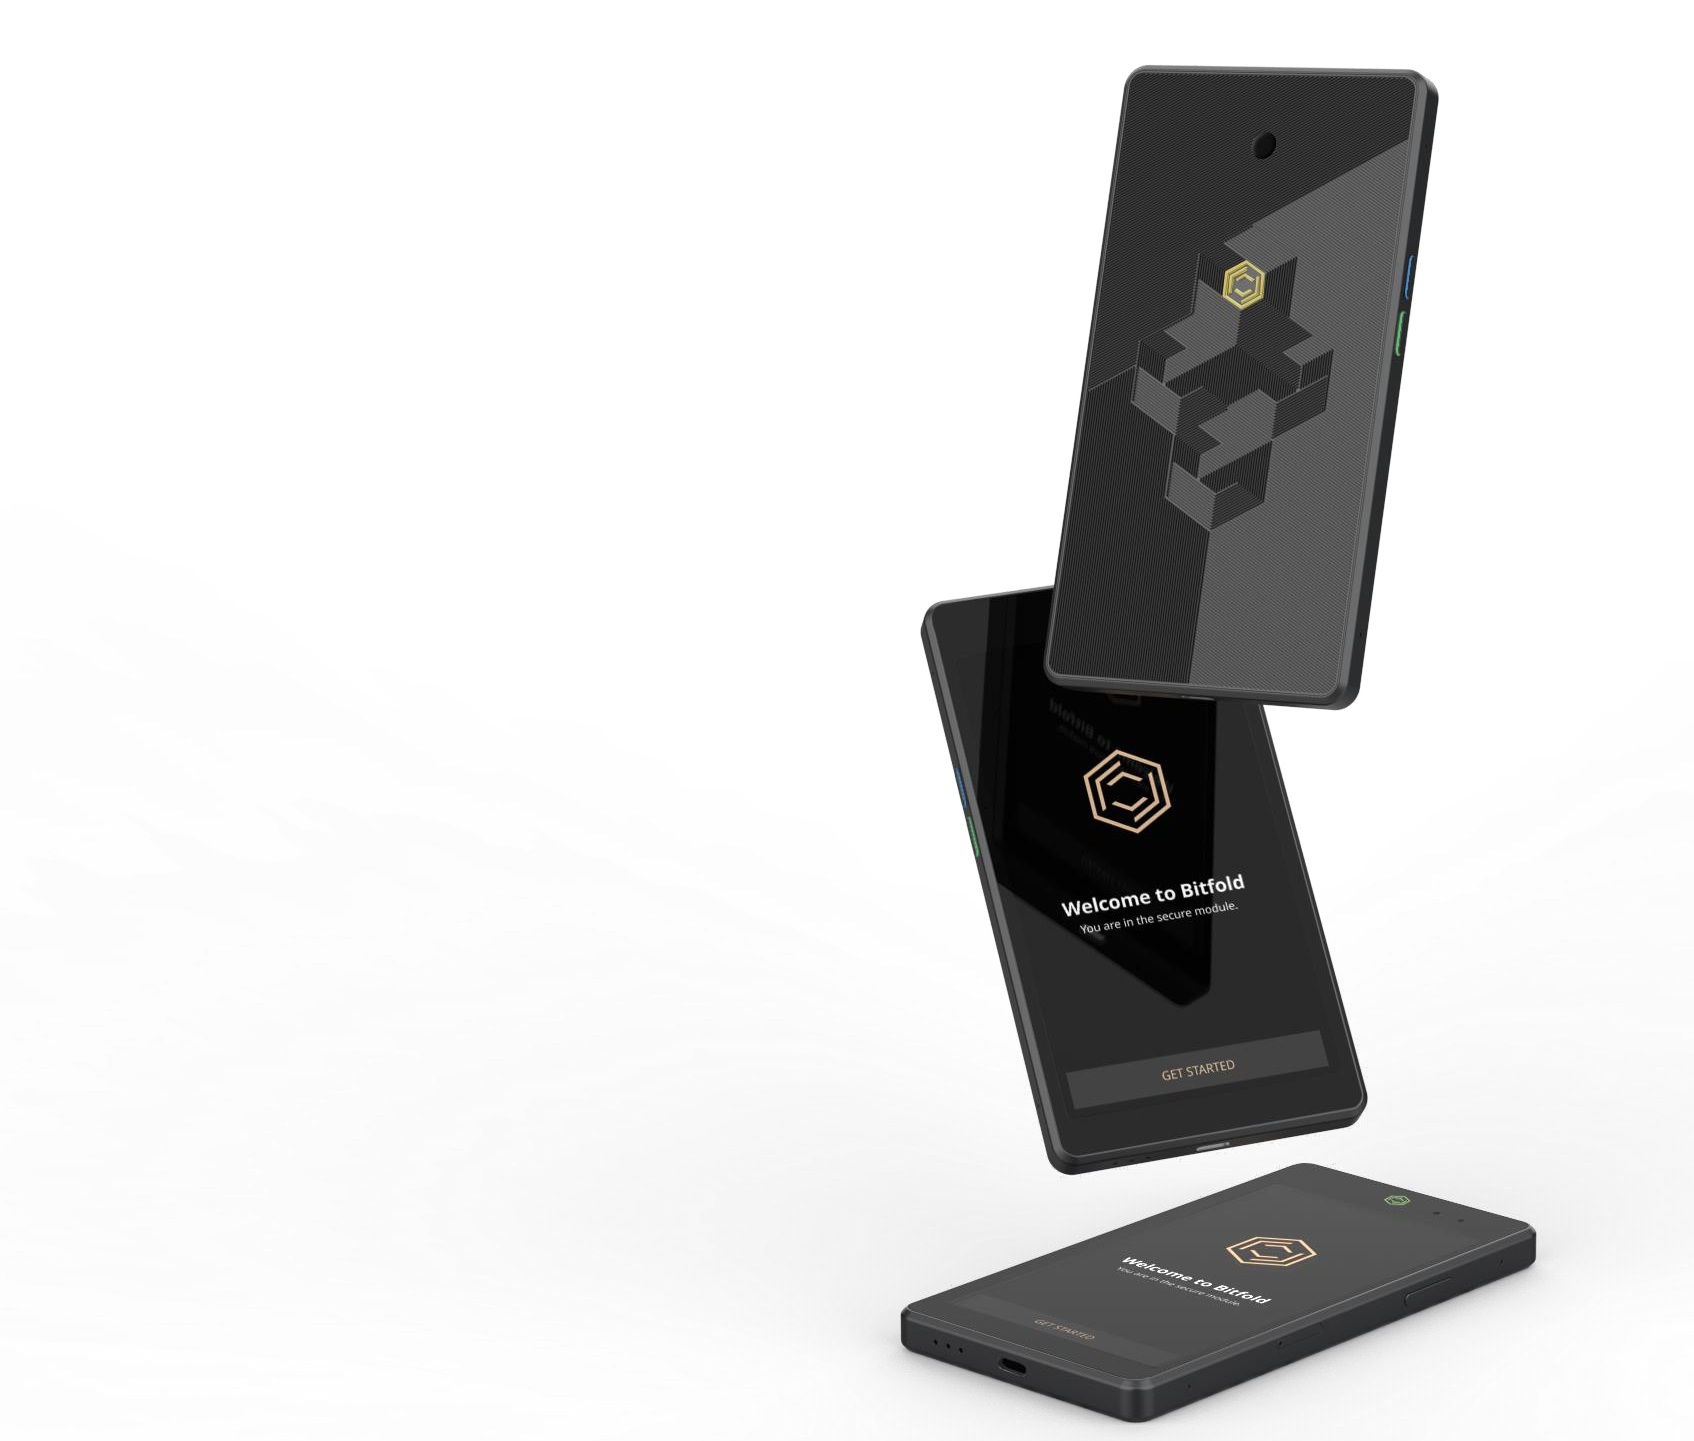 Welcome to Bitfold
You are in the secure module.
GET STARTED
Welcome to Bitfold
You are in the secure module.
GET STARTED